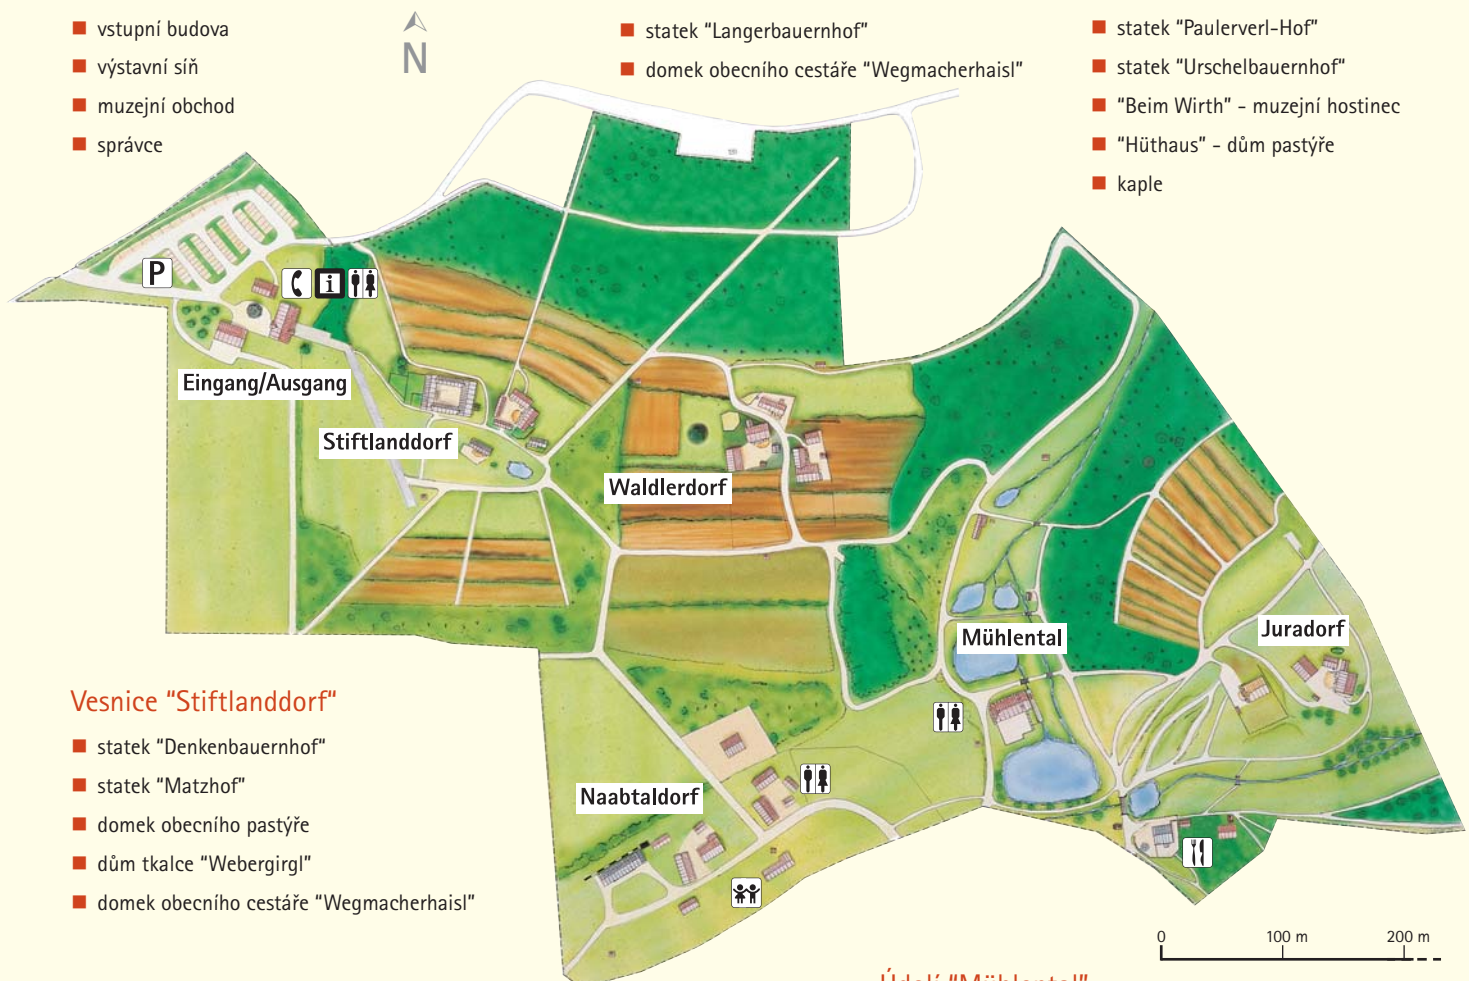 vstupní budova
výstavní síň
muzejní obchod
správce
N
statek "Langerbauernhof"
domek obecního cestáře "Wegmacherhaisl"
statek "Paulerverl-Hof"
statek "Urschelbauernhof"
"Beim Wirth" - muzejní hostinec
"Hüthaus" - dům pastýře
kaple
P
i
Eingang/Ausgang
Stiftlanddorf
Waldlerdorf
Mühlental
Juradorf
Naabtaldorf
Vesnice "Stiftlanddorf"
statek "Denkenbauernhof"
statek "Matzhof"
domek obecního pastýře
dům tkalce "Webergirgl"
domek obecního cestáře "Wegmacherhaisl"
0 100 m 200 m
Údolí "Mühlental"